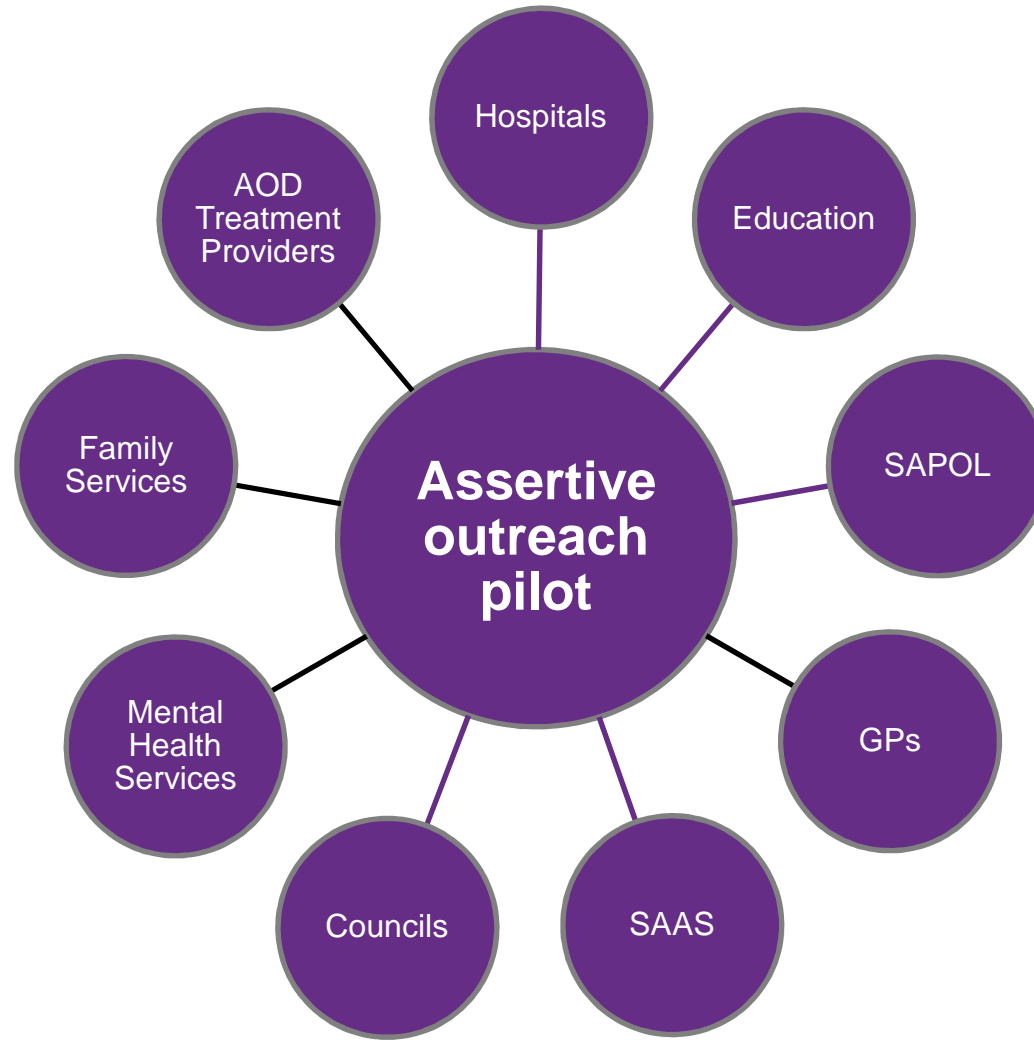 Hospitals
Education
SAPOL
GPs
SAAS
Councils
Mental
Health
Services
Family
Services
AOD
Treatment
Providers
Assertive
outreach
pilot